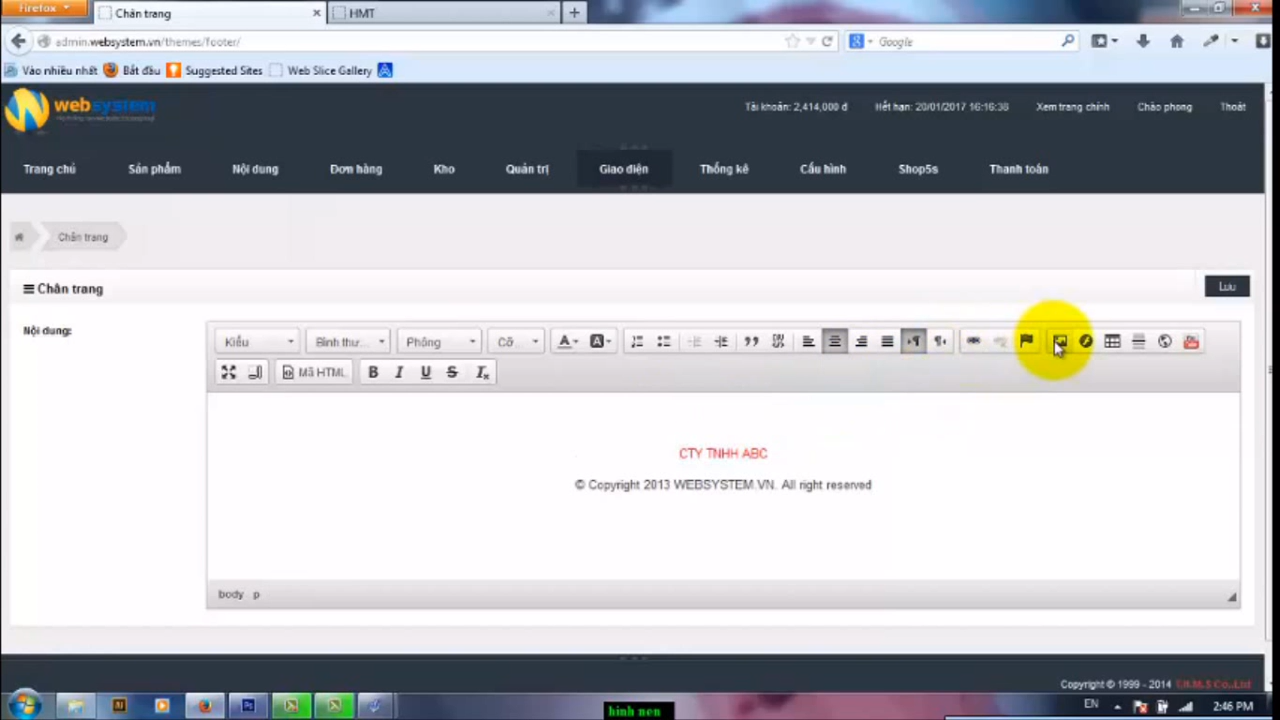 Firefox
Chân trang
HMT
admin.websystem.vn/themes/footer/
Google
Vào nhiều nhất
Bắt đầu
Suggested Sites
Web Slice Gallery
websystem
Tài khoản: 2,414,000 đ
Hết hạn: 20/01/2017 16:16:38
Xem trang chính
Chào phong
Thoát
Trang chủ
Sản phẩm
Nội dung
Đơn hàng
Kho
Quản trị
Giao diện
Thống kê
Cấu hình
Shop5s
Thanh toán
Chân trang
Chân trang
Lưu
Nội dung:
Kiểu
Bình thư...
Phông
Cỡ...
Mã HTML
B I U S
CTY TNHH ABC
© Copyright 2013 WEBSYSTEM.VN. All right reserved
body p
Copyright © 1999 - 2014
EN
2:46 PM
hinh nen